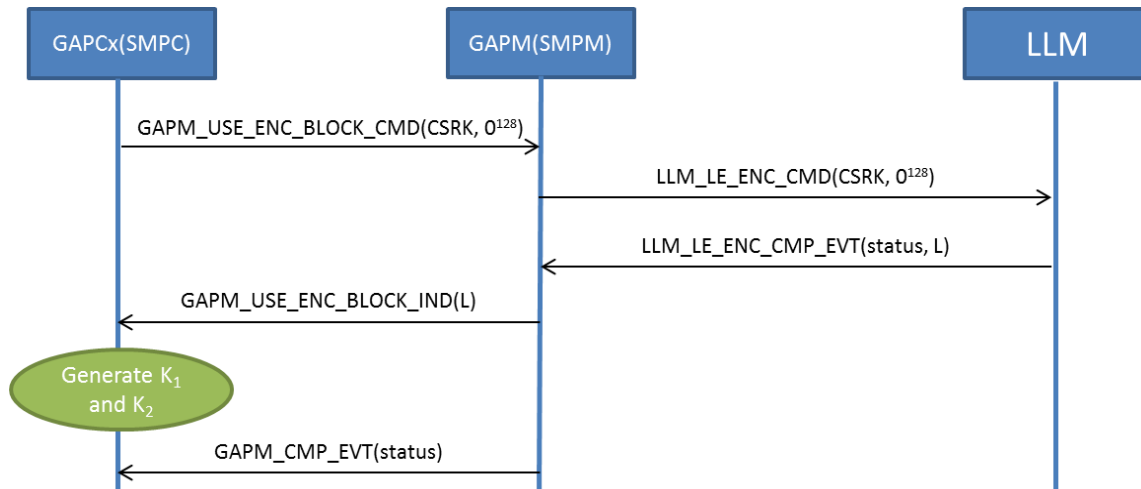 GAPCx(SMPC)
GAPM(SMPM)
LLM
GAPM_USE_ENC_BLOCK_CMD(CSRK, 0¹²⁸)
LLM_LE_ENC_CMD(CSRK, 0¹²⁸)
LLM_LE_ENC_CMP_EVT(status, L)
GAPM_USE_ENC_BLOCK_IND(L)
Generate K₁
and K₂
GAPM_CMP_EVT(status)